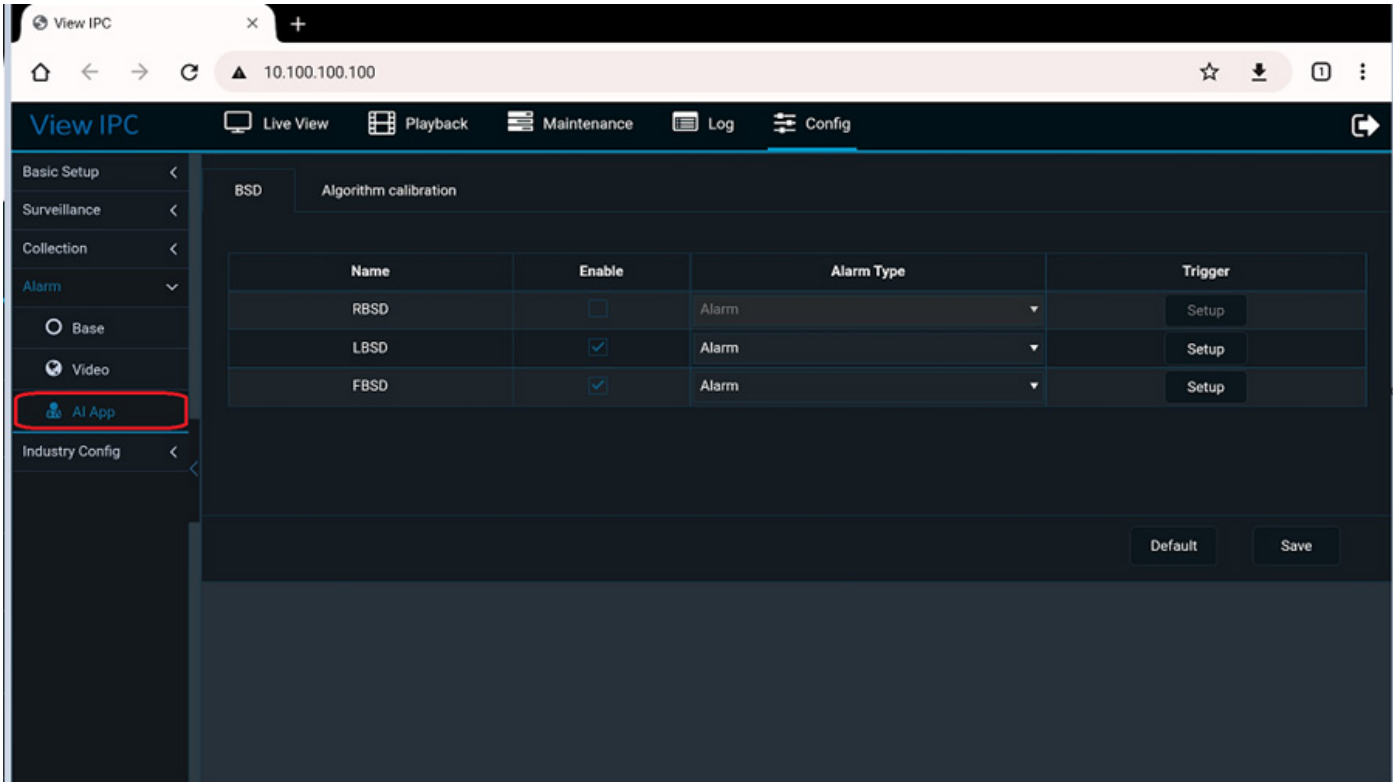 View IPC
10.100.100.100
1
View IPC Live View Playback Maintenance Log Config
Basic Setup
Surveillance
Collection
Alarm
Base
Video
AI App
Industry Config
BSD Algorithm calibration
Name Enable Alarm Type Trigger
RBSD Alarm Setup
LBSD Alarm Setup
FBSD Alarm Setup
Default Save